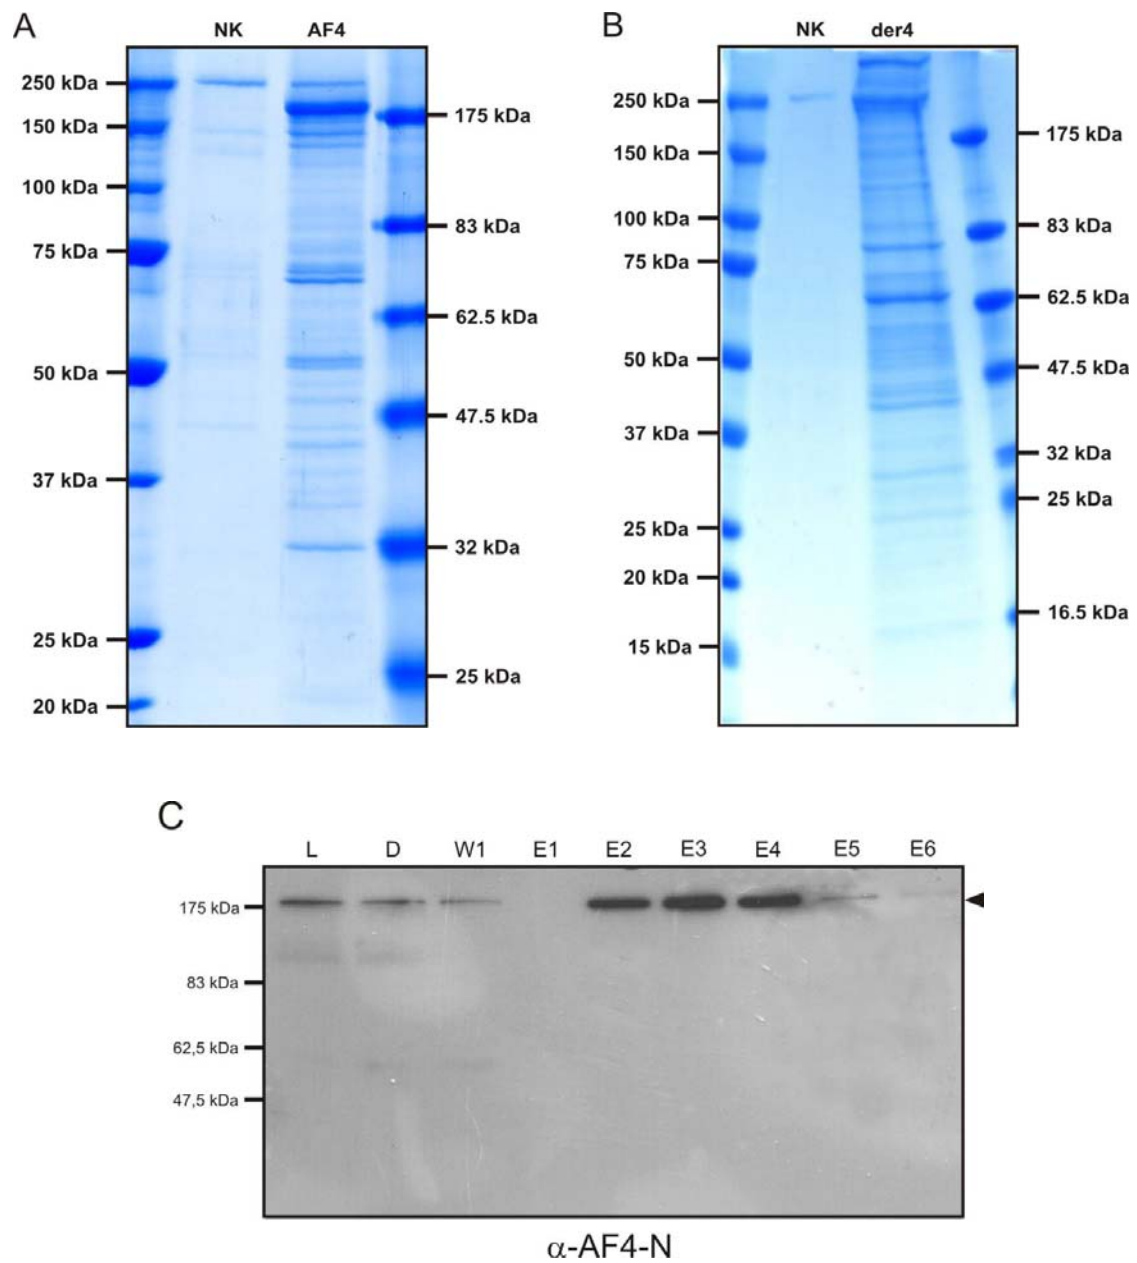 A
NK AF4
250 kDa
150 kDa
100 kDa
75 kDa
50 kDa
37 kDa
25 kDa
20 kDa
175 kDa
83 kDa
62.5 kDa
47.5 kDa
32 kDa
25 kDa
B
NK der4
250 kDa
150 kDa
100 kDa
75 kDa
50 kDa
37 kDa
25 kDa
20 kDa
15 kDa
175 kDa
83 kDa
62.5 kDa
47.5 kDa
32 kDa
25 kDa
16.5 kDa
C
L D W1 E1 E2 E3 E4 E5 E6
175 kDa
83 kDa
62,5 kDa
47,5 kDa
α-AF4-N